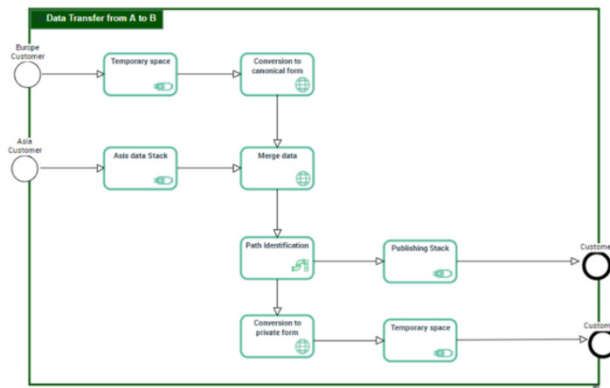 Data Transfer from A to B
Europe
Customer
Temporary space
Conversion to
canonical form
Asia
Customer
Asis data Stack
Merge data
Path Identification
Publishing Stack
Custome
Conversion to
private form
Temporary space
Custom